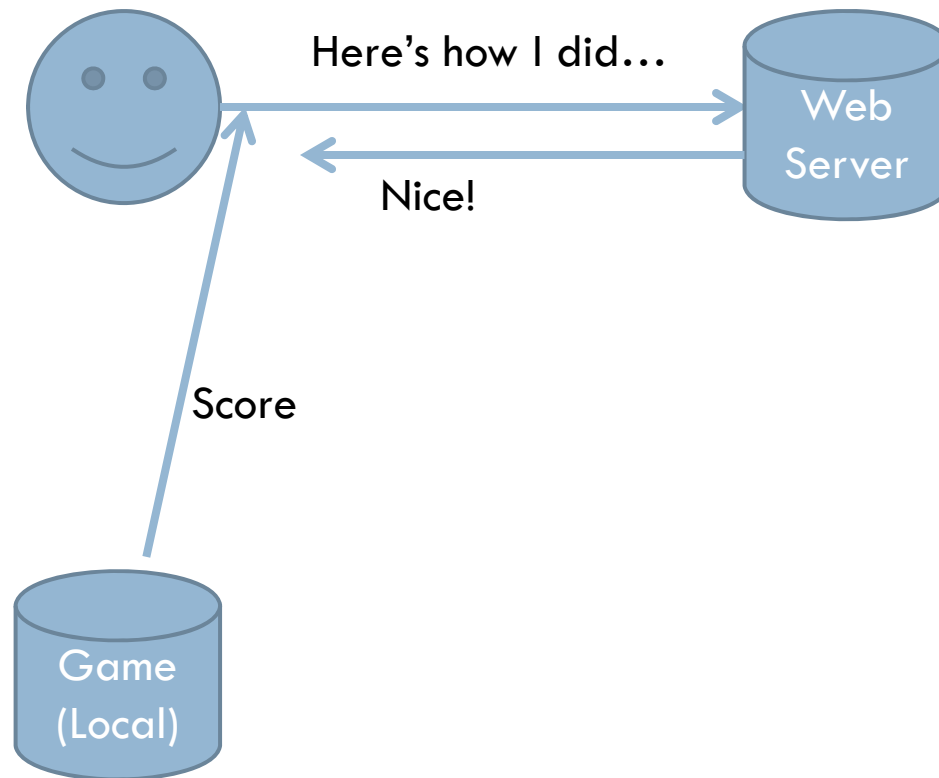 Here’s how I did…
Web
Server
Nice!
Score
Game
(Local)